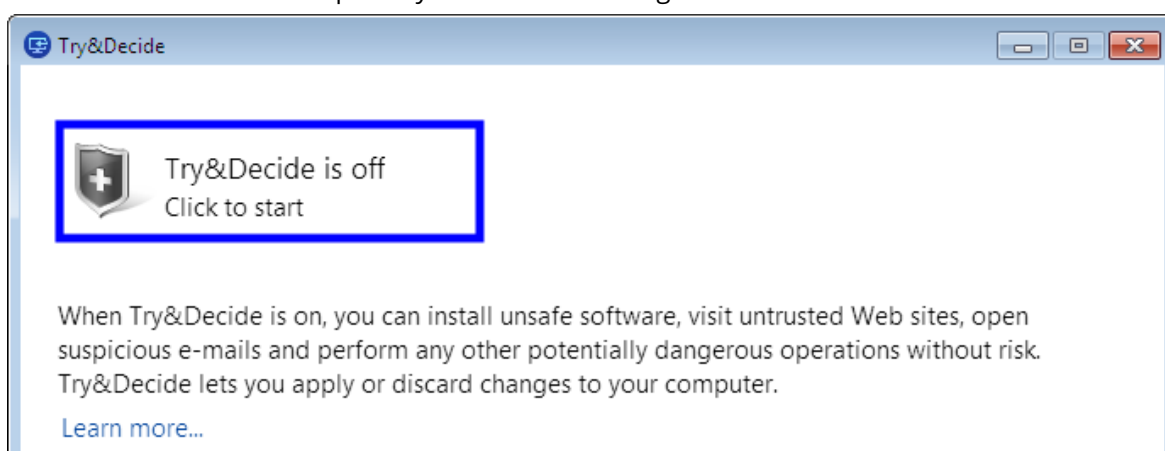 Try&Decide
Try&Decide is off
Click to start
When Try&Decide is on, you can install unsafe software, visit untrusted Web sites, open
suspicious e-mails and perform any other potentially dangerous operations without risk.
Try&Decide lets you apply or discard changes to your computer.
Learn more...